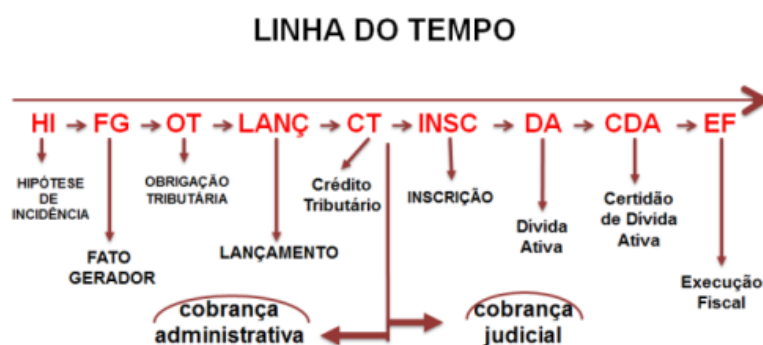 LINHA DO TEMPO
HI
FG
OT
LANÇ
CT
INSC
DA
CDA
EF
HIPÓTESE
DE
INCIDÊNCIA
FATO
GERADOR
OBRIGAÇÃO
TRIBUTÁRIA
LANÇAMENTO
Crédito
Tributário
INSCRIÇÃO
Dívida
Ativa
Certidão
de Dívida
Ativa
Execução
Fiscal
cobrança
administrativa
cobrança
judicial